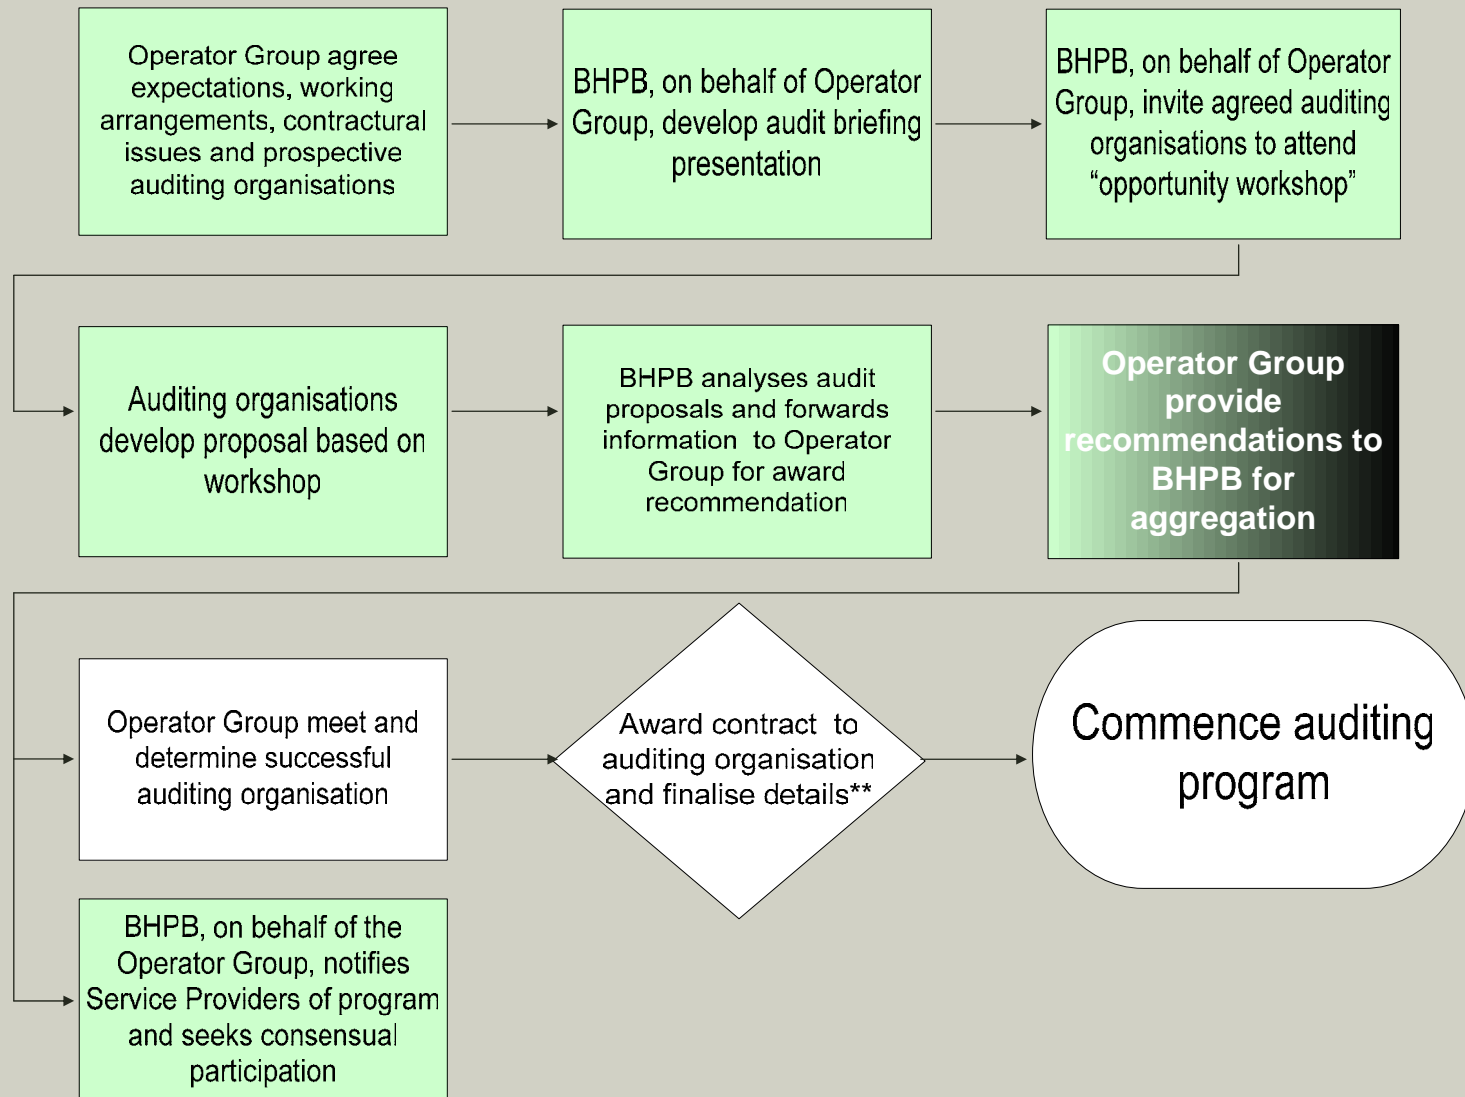 Operator Group agree
expectations, working
arrangements, contractural
issues and prospective
auditing organisations
BHPB, on behalf of Operator
Group, develop audit briefing
presentation
BHPB, on behalf of Operator
Group, invite agreed auditing
organisations to attend
“opportunity workshop”
Auditing organisations
develop proposal based on
workshop
BHPB analyses audit
proposals and forwards
information to Operator
Group for award
recommendation
Operator Group
provide
recommendations to
BHPB for
aggregation
Operator Group meet and
determine successful
auditing organisation
Award contract to
auditing organisation
and finalise details**
Commence auditing
program
BHPB, on behalf of the
Operator Group, notifies
Service Providers of program
and seeks consensual
participation